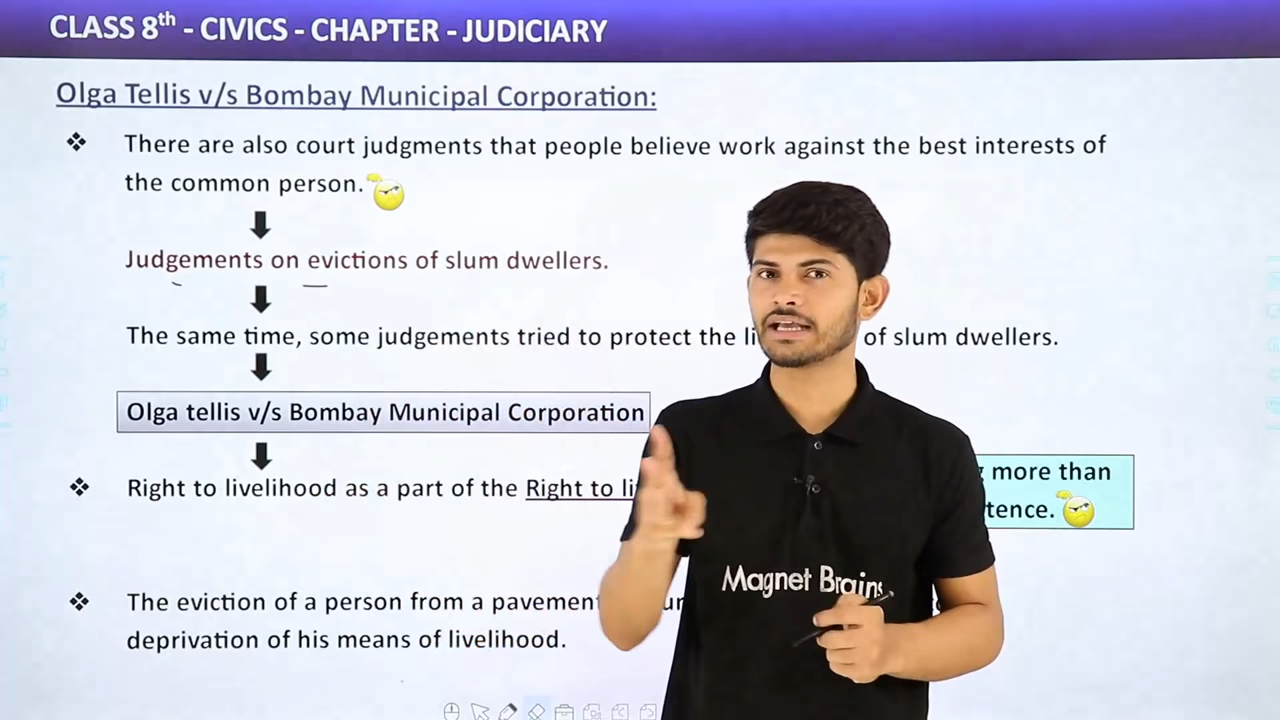 CLASS 8th - CIVICS - CHAPTER - JUDICIARY
Olga Tellis v/s Bombay Municipal Corporation:
There are also court judgments that people believe work against the best interests of
the common person.
Judgements on evictions of slum dwellers.
The same time, some judgements tried to protect the of slum dwellers.
Olga tellis v/s Bombay Municipal Corporation
Right to livelihood as a part of the Right to
more than
The eviction of a person from a pavement
deprivation of his means of livelihood.
Magnet Brains